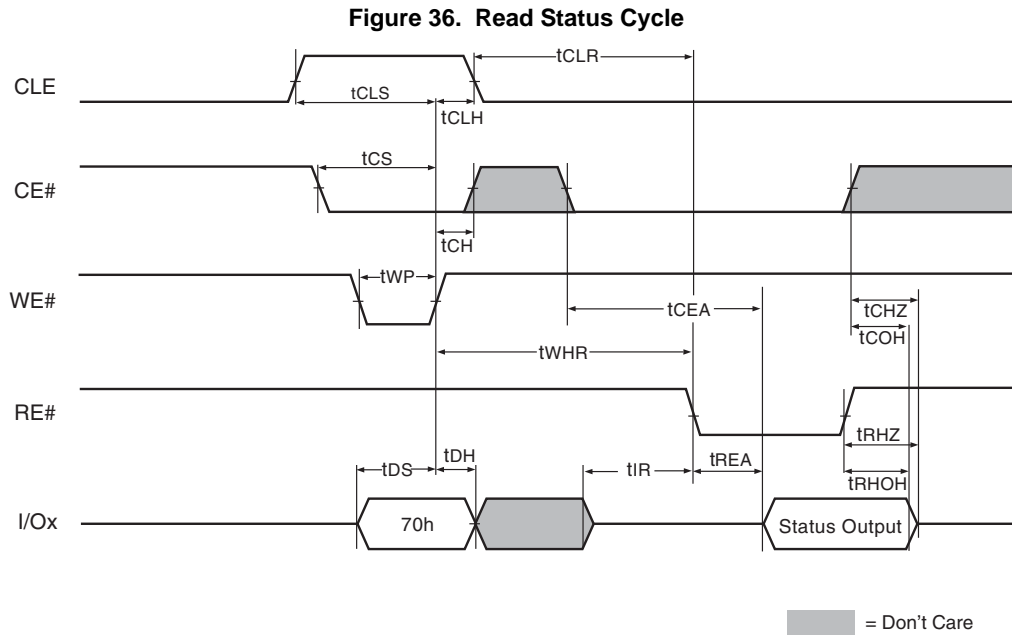 Figure 36. Read Status Cycle
tCLR
CLE
tCLS
tCLH
tCS
CE#
tCH
tWP
WE#
tCEA
tCHZ
tCOH
tWHR
RE#
tRHZ
tDS
tDH
tIR
tREA
tRHOH
I/Ox
70h
Status Output
= Don't Care